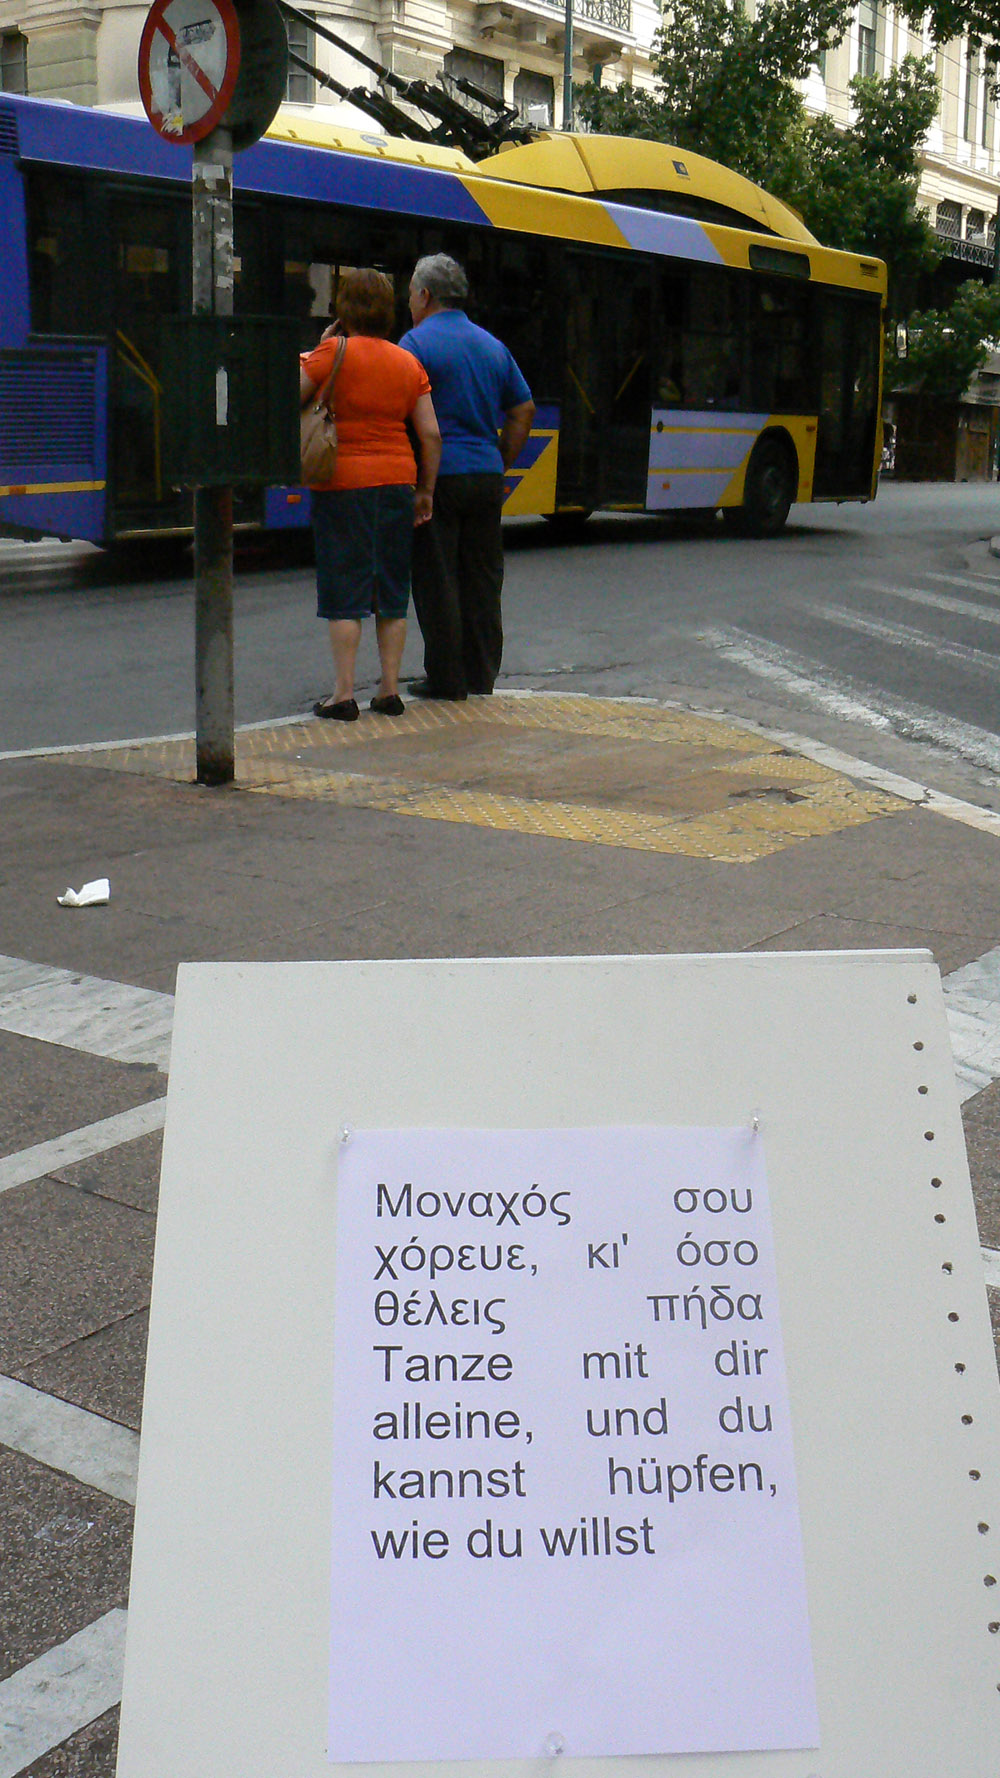 Μοναχός σου
χόρευε, κι' όσο
θέλεις πήδα
Tanze mit dir
alleine, und du
kannst hüpfen,
wie du willst